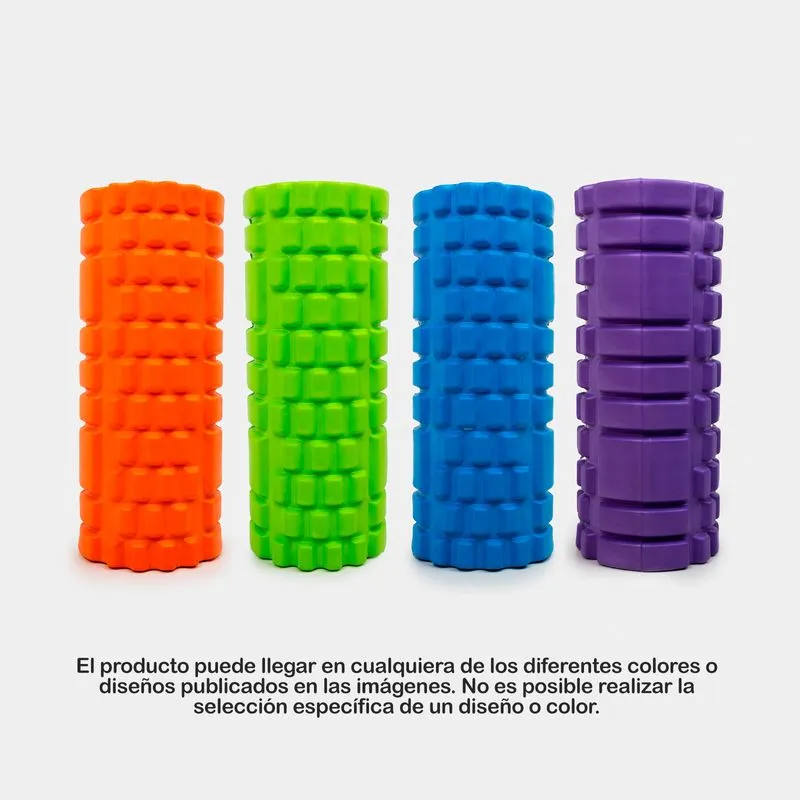 El producto puede llegar en cualquiera de los diferentes colores o
diseños publicados en las imágenes. No es posible realizar la
selección específica de un diseño o color.